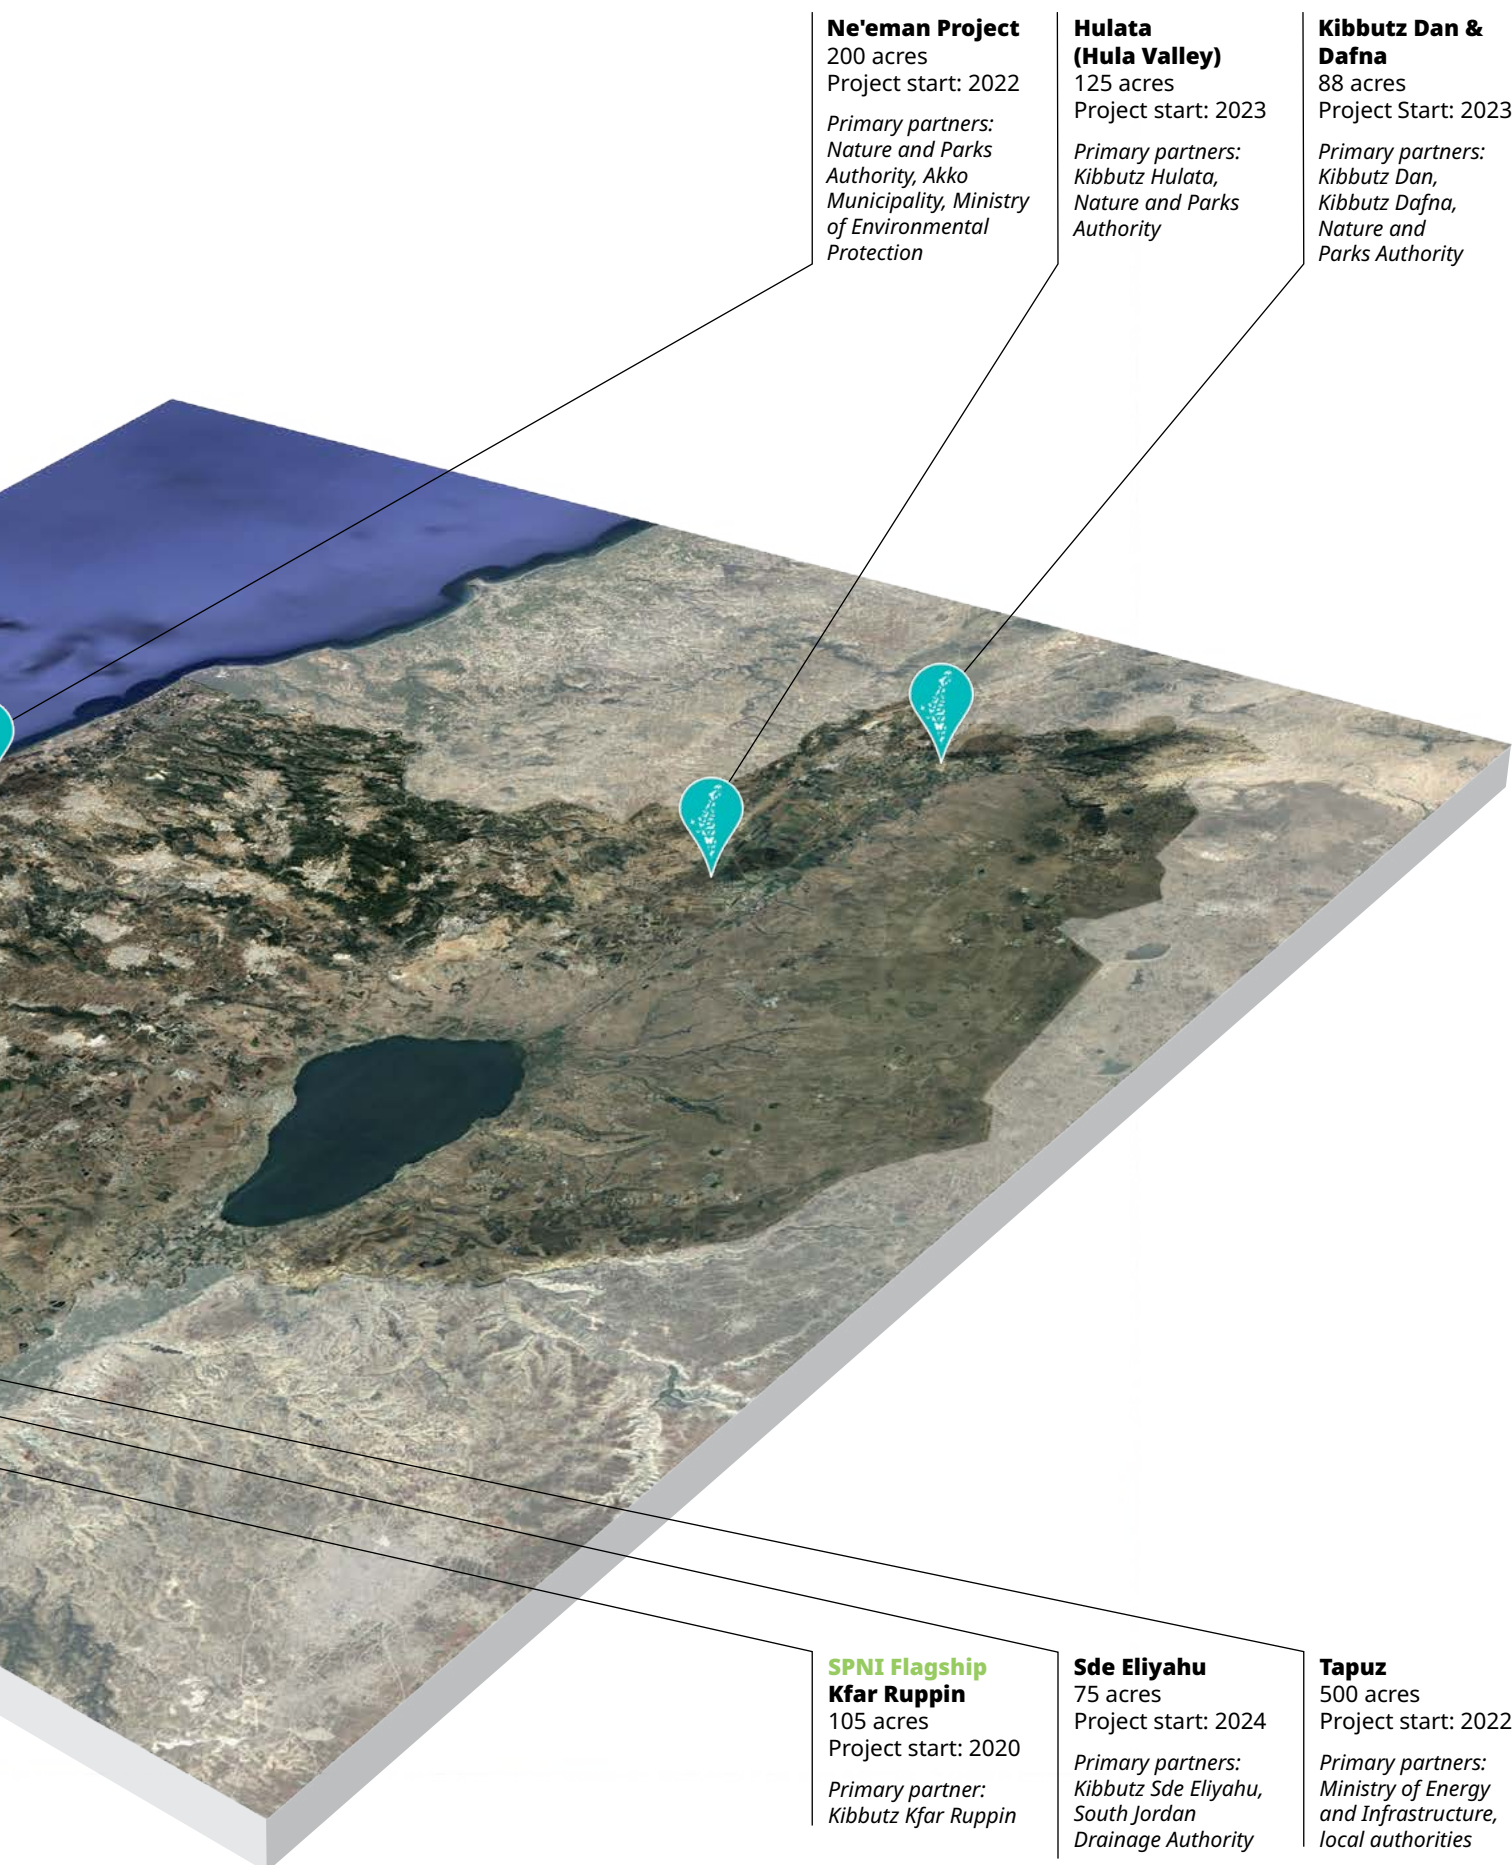 Ne'eman Project
200 acres
Project start: 2022
Primary partners:
Nature and Parks
Authority, Akko
Municipality, Ministry
of Environmental
Protection
Hulata
(Hula Valley)
125 acres
Project start: 2023
Primary partners:
Kibbutz Hulata,
Nature and Parks
Authority
Kibbutz Dan &
Dafna
88 acres
Project Start: 2023
Primary partners:
Kibbutz Dan,
Kibbutz Dafna,
Nature and
Parks Authority
SPNI Flagship
Kfar Ruppin
105 acres
Project start: 2020
Primary partner:
Kibbutz Kfar Ruppin
Sde Eliyahu
75 acres
Project start: 2024
Primary partners:
Kibbutz Sde Eliyahu,
South Jordan
Drainage Authority
Tapuz
500 acres
Project start: 2022
Primary partners:
Ministry of Energy
and Infrastructure,
local authorities